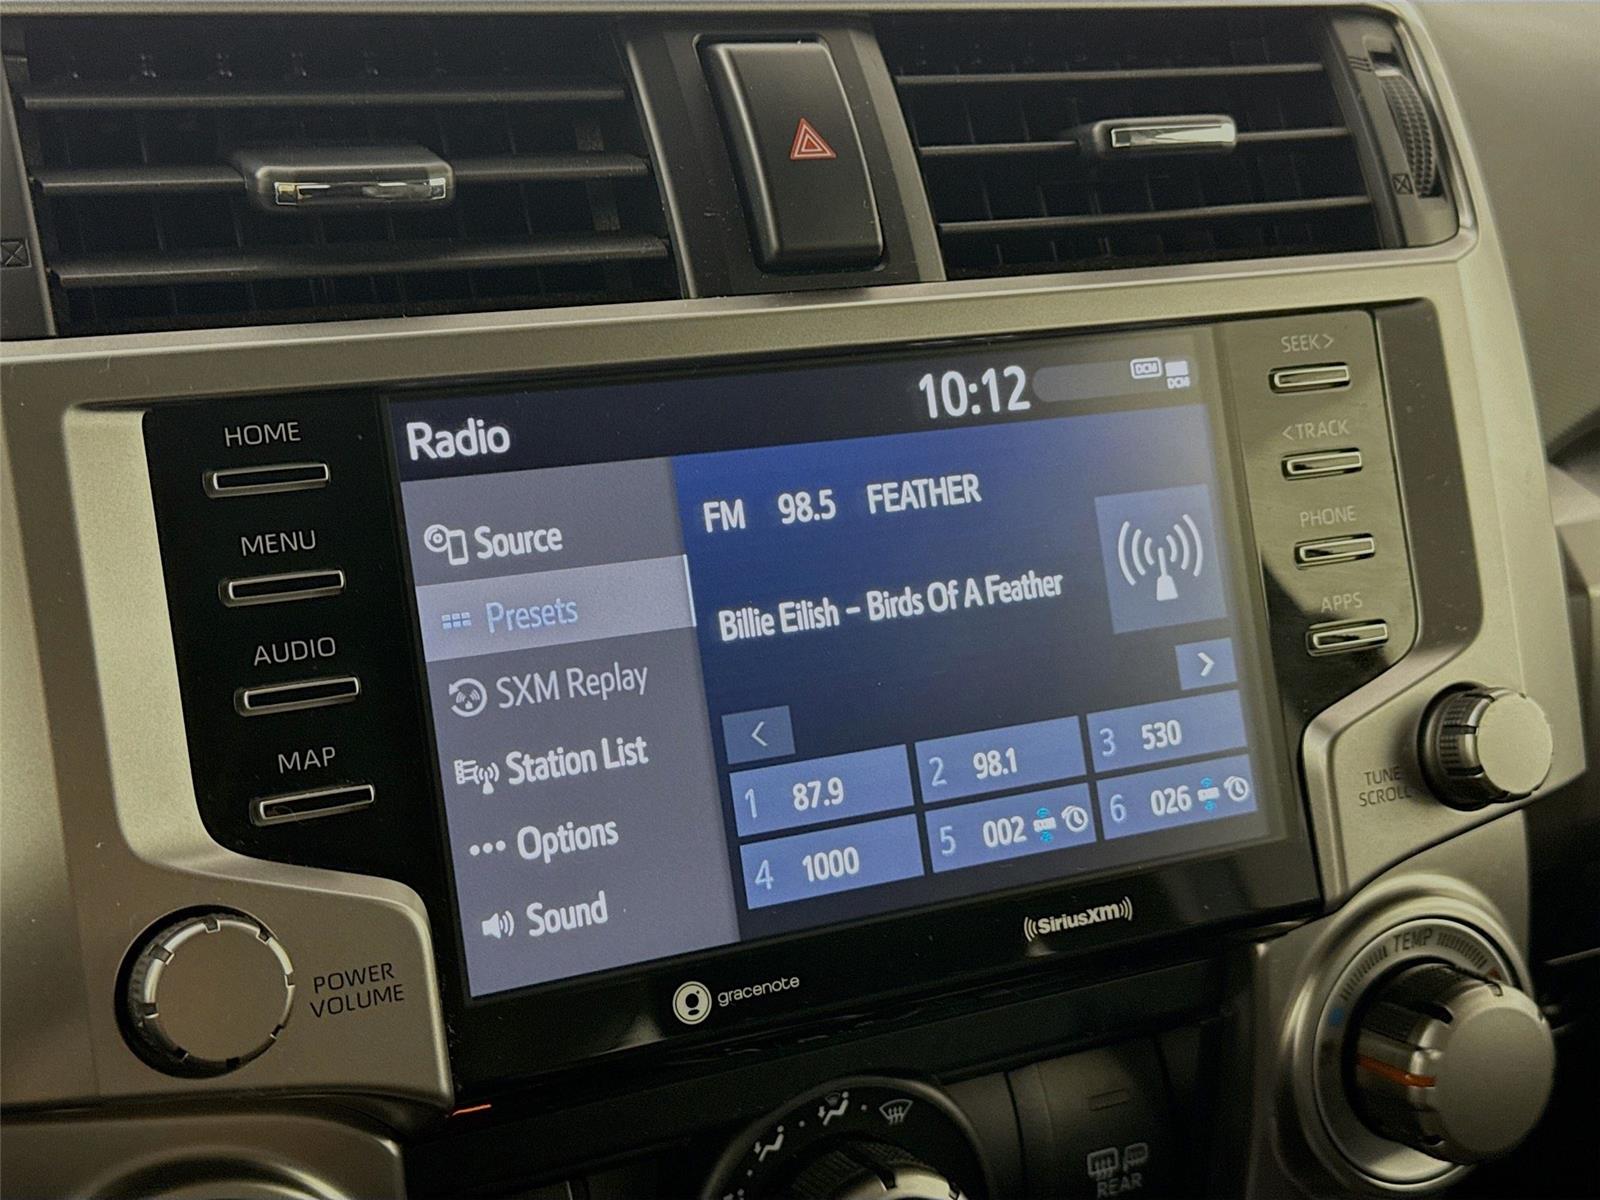 SEEK >
10:12
DCM
DCM
Radio
HOME
< TRACK
FM 98.5 FEATHER
Source
MENU
PHONE
Billie Eilish - Birds Of A Feather
Presets
APPS
SXM Replay
AUDIO
Station List
1 87.9
2 98.1
3 530
MAP
TUNE
SCROLL
4 1000
5 002
6 026
Options
Sound
((SiriusXM))
POWER
VOLUME
gracenote
TEMP
REAR